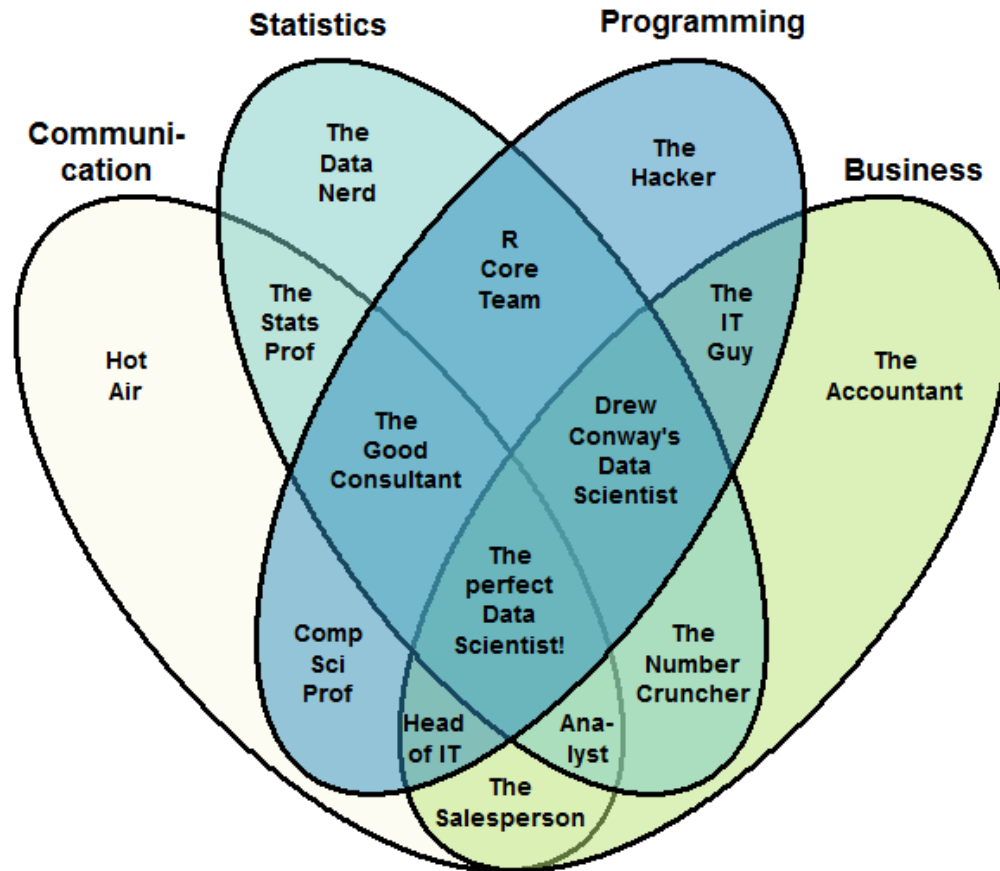 Statistics
Programming
Communi-
cation
Business
The
Data
Nerd
The
Hacker
R
Core
Team
The
Stats
Prof
The
IT
Guy
Hot
Air
The
Accountant
The
Good
Consultant
Drew
Conway's
Data
Scientist
The
perfect
Data
Scientist!
Comp
Sci
Prof
The
Number
Cruncher
Head
of IT
Ana-
lyst
The
Salesperson